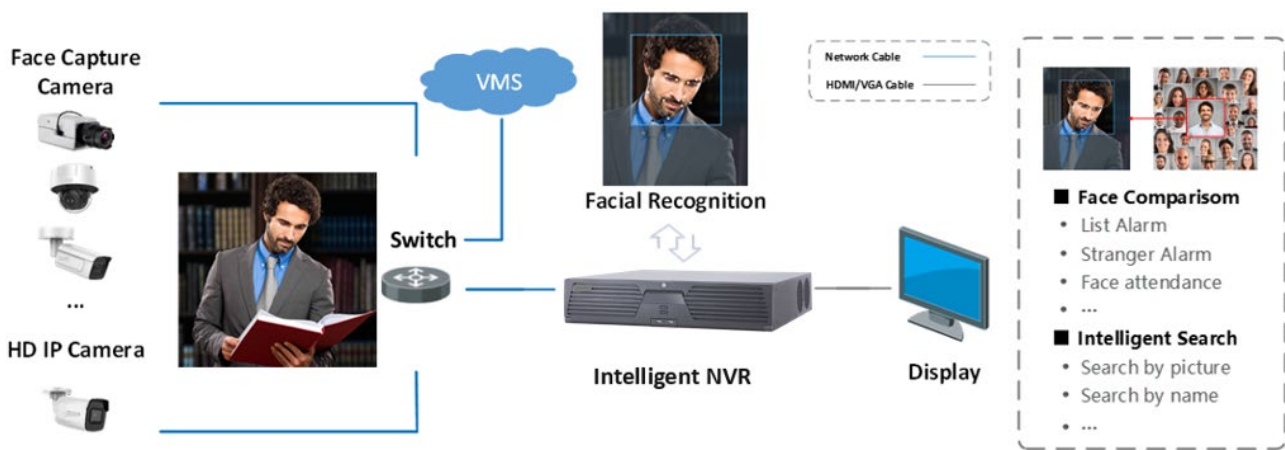 Face Capture
Camera
...
HD IP Camera
VMS
Switch
Facial Recognition
Intelligent NVR
Display
Network Cable
HDMI/VGA Cable
■ Face Comparisom
• List Alarm
• Stranger Alarm
• Face attendance
• ...
■ Intelligent Search
• Search by picture
• Search by name
• ...